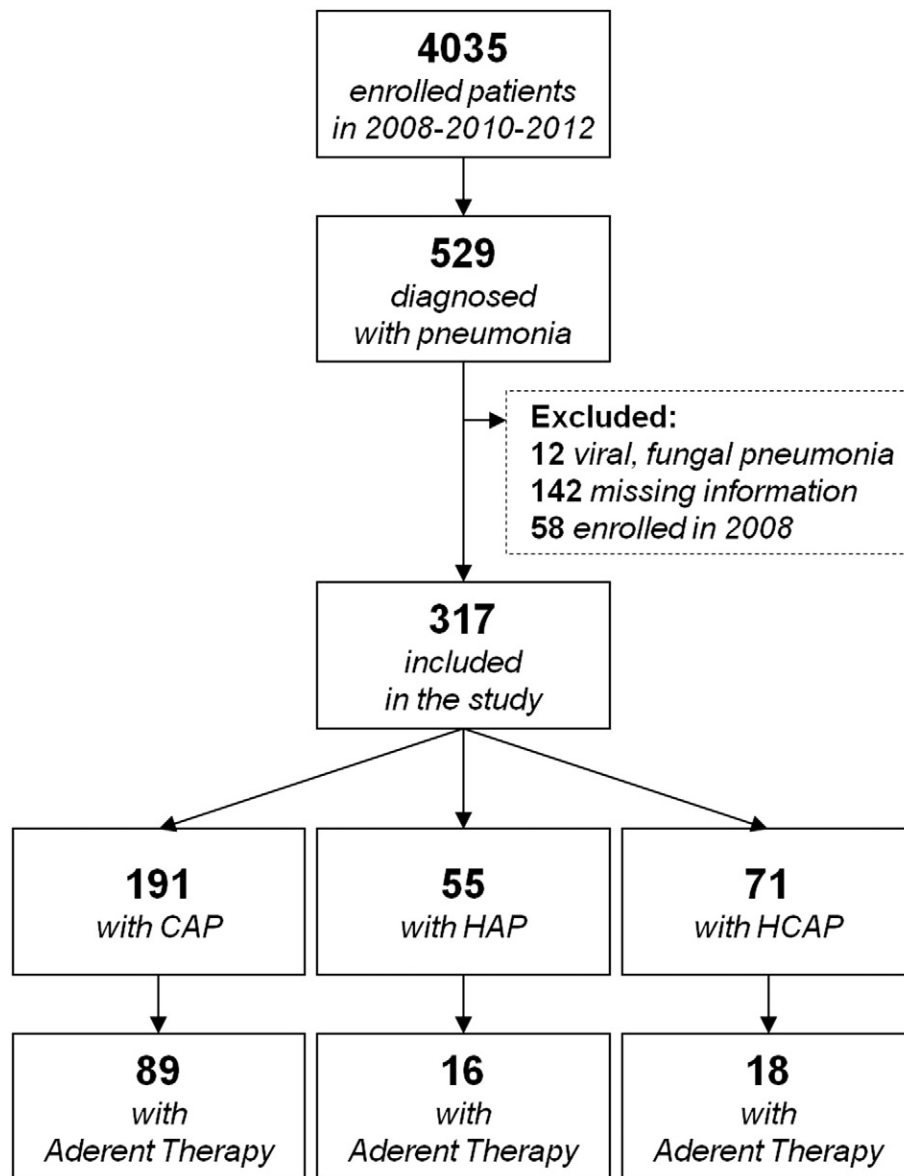 4035
enrolled patients
in 2008-2010-2012
529
diagnosed
with pneumonia
Excluded:
12 viral, fungal pneumonia
142 missing information
58 enrolled in 2008
317
included
in the study
191
with CAP
55
with HAP
71
with HCAP
89
with
Aderent Therapy
16
with
Aderent Therapy
18
with
Aderent Therapy